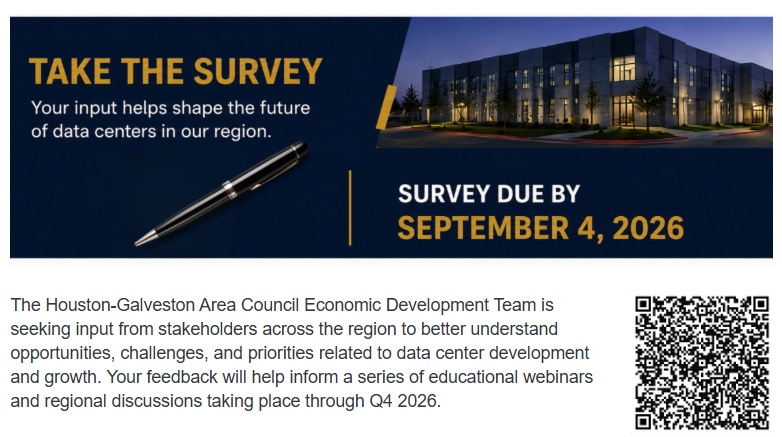 TAKE THE SURVEY
Your input helps shape the future
of data centers in our region.
SURVEY DUE BY
SEPTEMBER 4, 2026
The Houston-Galveston Area Council Economic Development Team is
seeking input from stakeholders across the region to better understand
opportunities, challenges, and priorities related to data center development
and growth. Your feedback will help inform a series of educational webinars
and regional discussions taking place through Q4 2026.